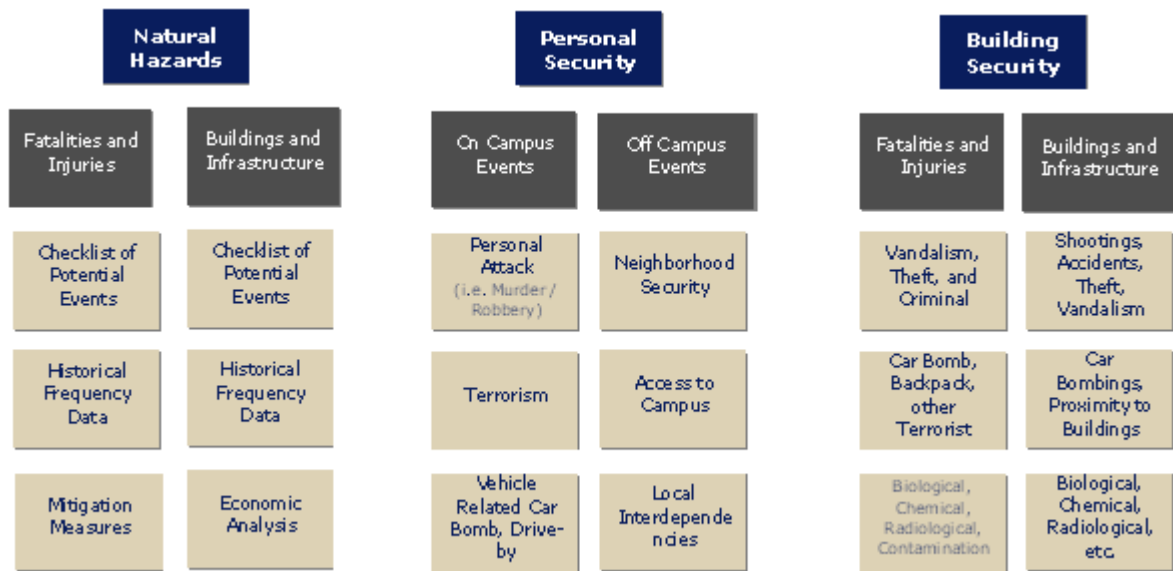 Natural
Hazards
Personal
Security
Building
Security
Fatalities and
Injuries
Buildings and
Infrastructure
Cn Campus
Events
Off Campus
Events
Fatalities and
Injuries
Buildings and
Infrastructure
Checklist of
Potential
Events
Checklist of
Potential
Events
Personal
Attack
(i.e. Murder /
Robbery)
Neighborhood
Security
Vandalism,
Theft, and
Criminal
Shootings,
Accidents,
Theft,
Vandalism
Historical
Frequency
Data
Historical
Frequency
Data
Terrorism
Access to
Campus
Car Bomb,
Backpack,
other
Terrorist
Car
Bombings,
Proximity to
Buildings
Mitigation
Measures
Economic
Analysis
Vehicle
Related Car
Bomb, Drive-
by
Local
Interdepende
ncies
Biological,
Chemical,
Radiological,
Contamination
Biological,
Chemical,
Radiological,
etc.